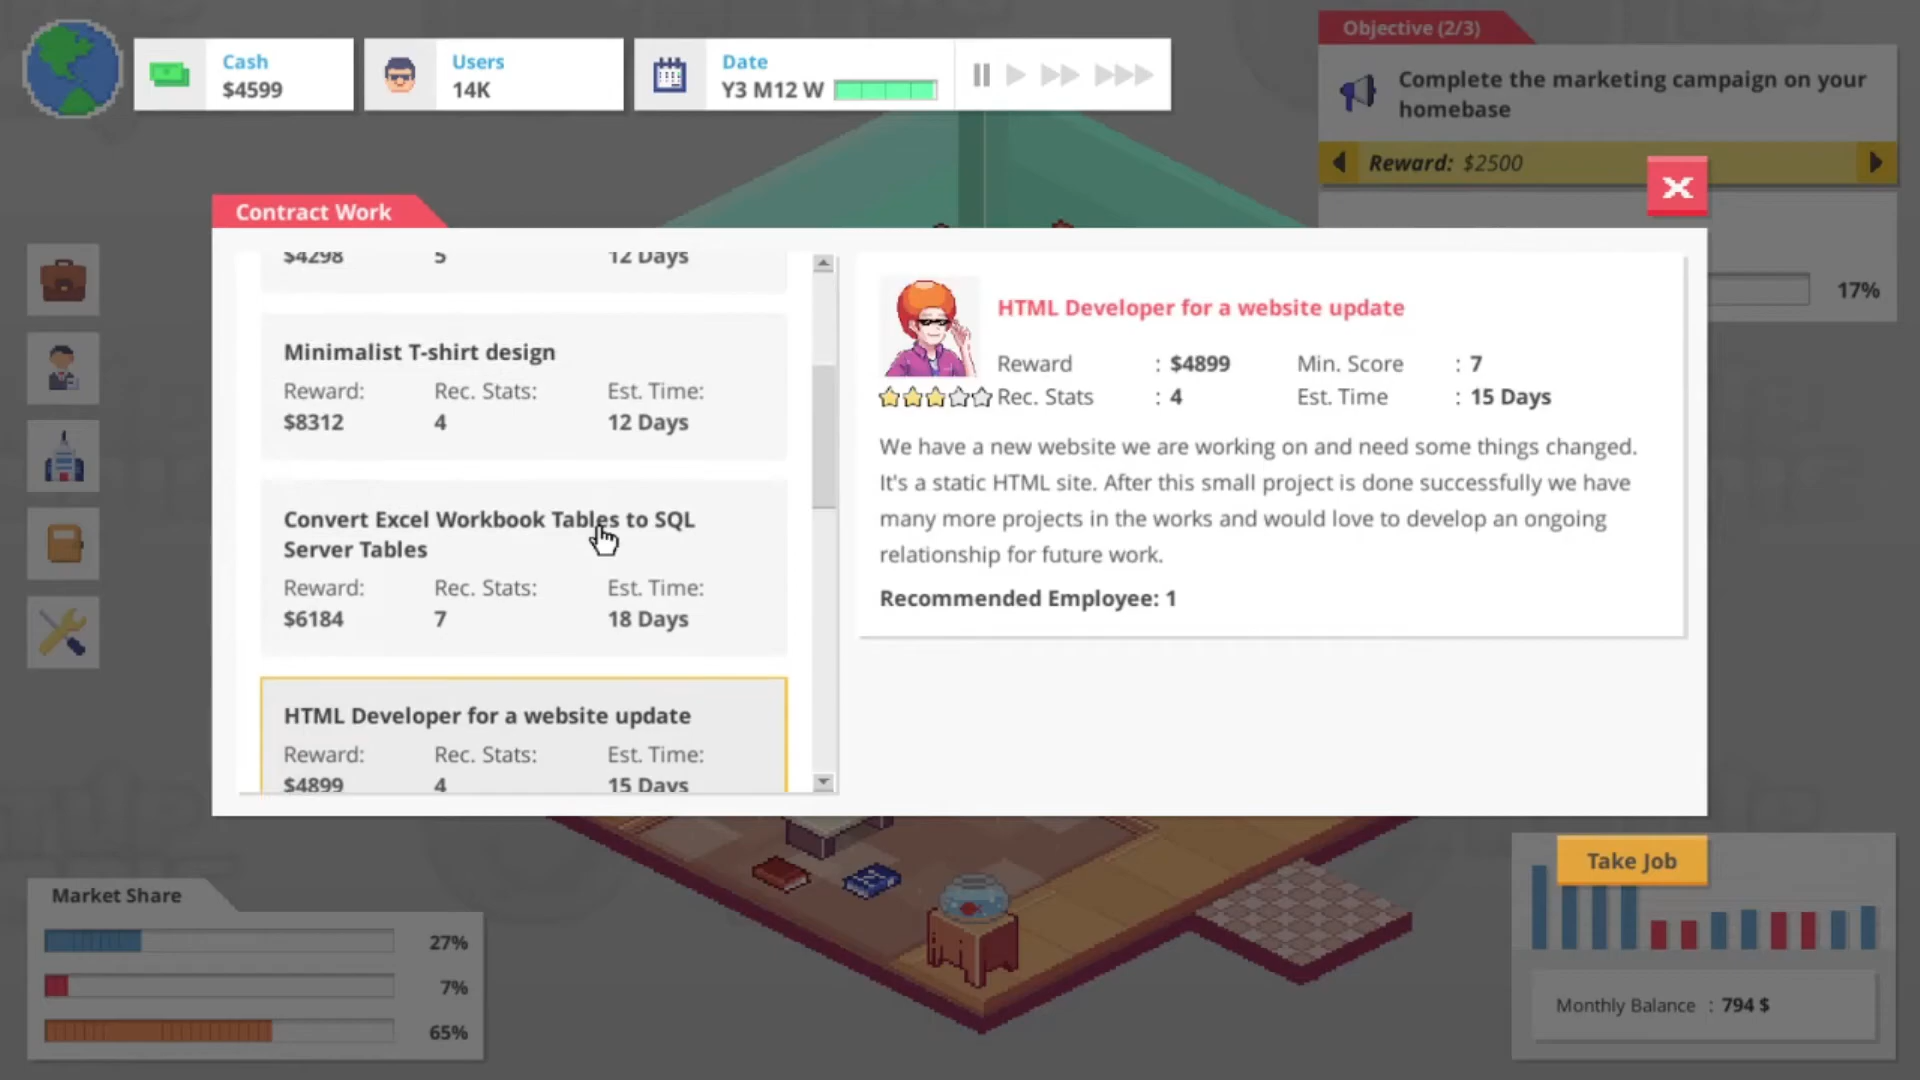 Cash
$4599
Users
14K
Date
Y3 M12 W
Objective (2/3)
Complete the marketing campaign on your
homebase
Reward: $2500
17%
Contract Work
$4298 5 12 Days
Minimalist T-shirt design
Reward: Rec. Stats: Est. Time:
$8312 4 12 Days
Convert Excel Workbook Tables to SQL
Server Tables
Reward: Rec. Stats: Est. Time:
$6184 7 18 Days
HTML Developer for a website update
Reward: Rec. Stats: Est. Time:
$4899 4 15 Days
HTML Developer for a website update
Reward : $4899 Min. Score : 7
Rec. Stats : 4 Est. Time : 15 Days
We have a new website we are working on and need some things changed.
It's a static HTML site. After this small project is done successfully we have
many more projects in the works and would love to develop an ongoing
relationship for future work.
Recommended Employee: 1
Take Job
Market Share
27%
7%
65%
Monthly Balance : 794 $